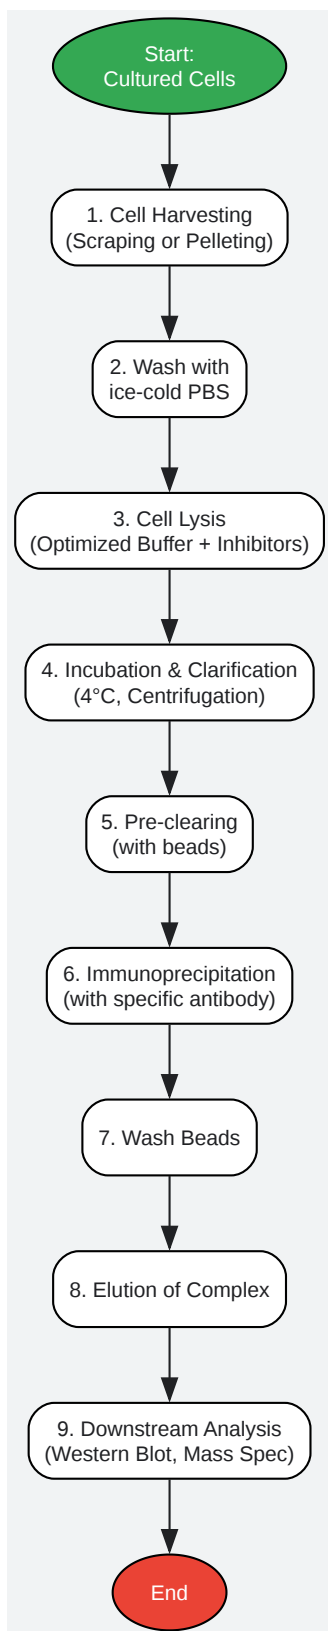 Start:
Cultured Cells
1. Cell Harvesting
(Scraping or Pelleting)
2. Wash with
ice-cold PBS
3. Cell Lysis
(Optimized Buffer + Inhibitors)
4. Incubation & Clarification
(4°C, Centrifugation)
5. Pre-clearing
(with beads)
6. Immunoprecipitation
(with specific antibody)
7. Wash Beads
8. Elution of Complex
9. Downstream Analysis
(Western Blot, Mass Spec)
End